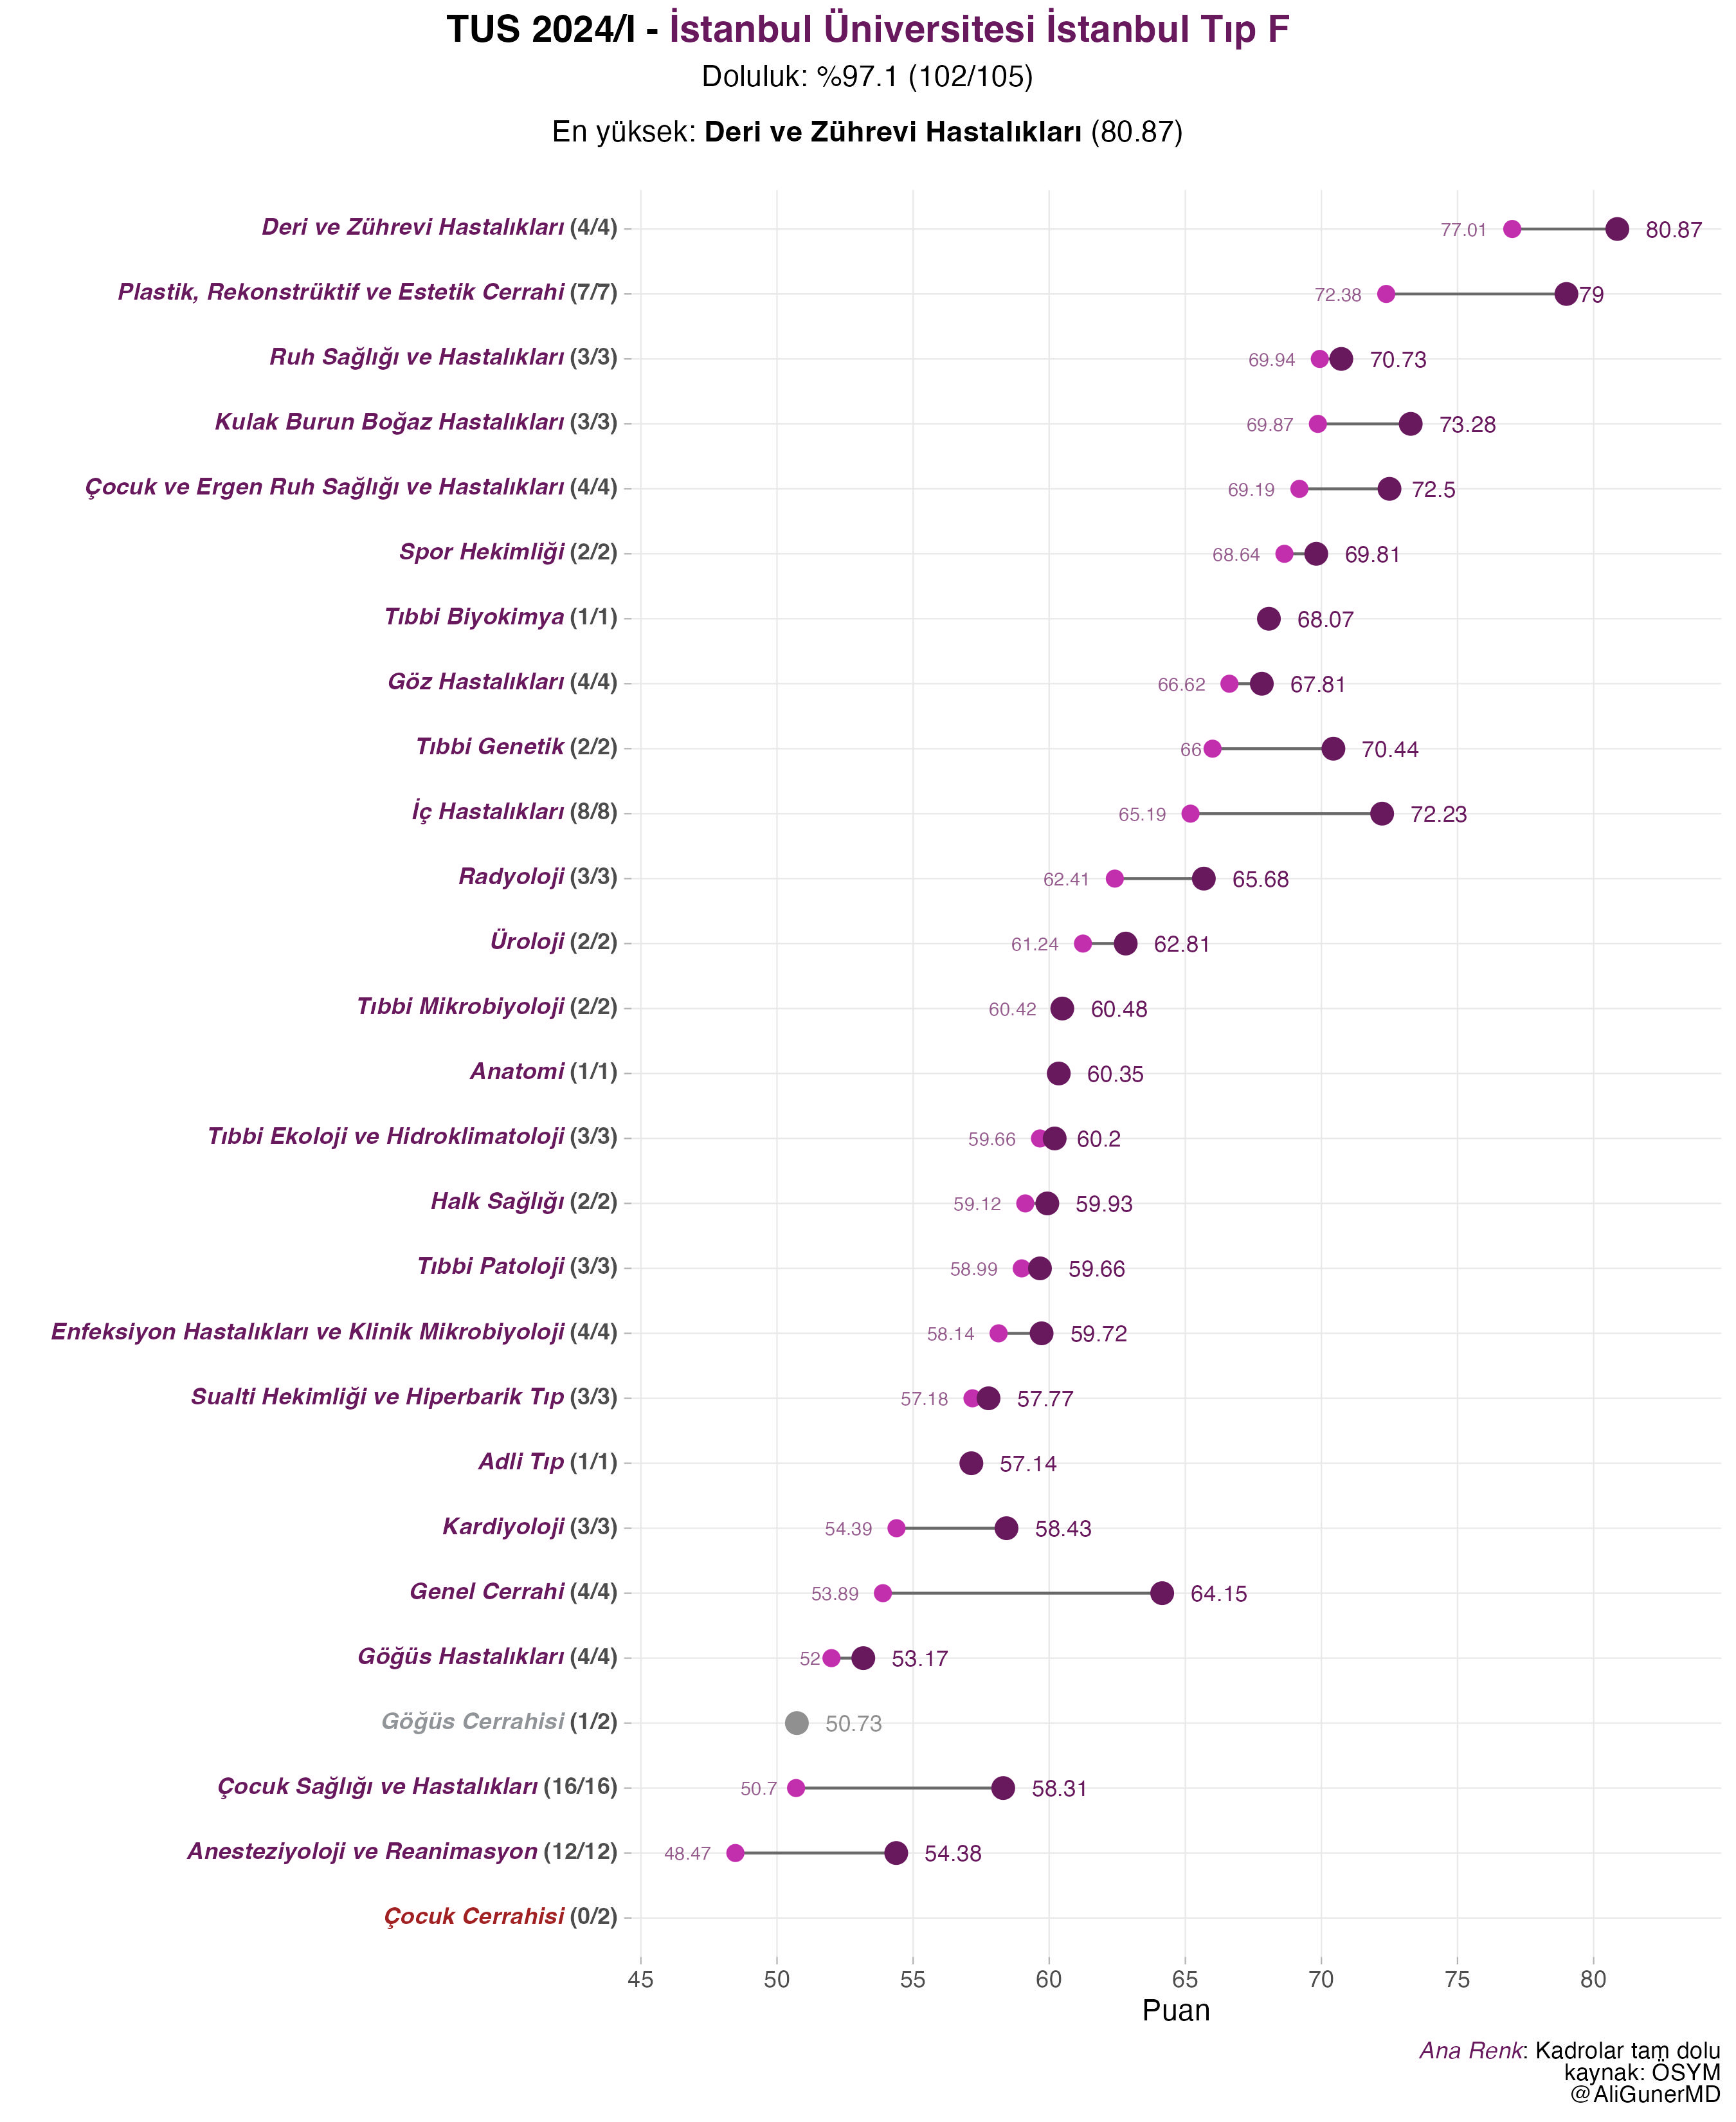 TUS 2024/I - İstanbul Üniversitesi İstanbul Tıp F
Doluluk: %97.1 (102/105)
En yüksek: Deri ve Zührevi Hastalıkları (80.87)
Deri ve Zührevi Hastalıkları (4/4) 77.01 80.87
Plastik, Rekonstrüktif ve Estetik Cerrahi (7/7) 72.38 79
Ruh Sağlığı ve Hastalıkları (3/3) 69.94 70.73
Kulak Burun Boğaz Hastalıkları (3/3) 69.87 73.28
Çocuk ve Ergen Ruh Sağlığı ve Hastalıkları (4/4) 69.19 72.5
Spor Hekimliği (2/2) 68.64 69.81
Tıbbi Biyokimya (1/1) 68.07
Göz Hastalıkları (4/4) 66.62 67.81
Tıbbi Genetik (2/2) 66 70.44
İç Hastalıkları (8/8) 65.19 72.23
Radyoloji (3/3) 62.41 65.68
Üroloji (2/2) 61.24 62.81
Tıbbi Mikrobiyoloji (2/2) 60.42 60.48
Anatomi (1/1) 60.35
Tıbbi Ekoloji ve Hidroklimatoloji (3/3) 59.66 60.2
Halk Sağlığı (2/2) 59.12 59.93
Tıbbi Patoloji (3/3) 58.99 59.66
Enfeksiyon Hastalıkları ve Klinik Mikrobiyoloji (4/4) 58.14 59.72
Sualti Hekimliği ve Hiperbarik Tıp (3/3) 57.18 57.77
Adli Tıp (1/1) 57.14
Kardiyoloji (3/3) 54.39 58.43
Genel Cerrahi (4/4) 53.89 64.15
Göğüs Hastalıkları (4/4) 52 53.17
Göğüs Cerrahisi (1/2) 50.73
Çocuk Sağlığı ve Hastalıkları (16/16) 50.7 58.31
Anesteziyoloji ve Reanimasyon (12/12) 48.47 54.38
Çocuk Cerrahisi (0/2)
45 50 55 60 65 70 75 80
Puan
Ana Renk: Kadrolar tam dolu
kaynak: ÖSYM
@AliGunerMD